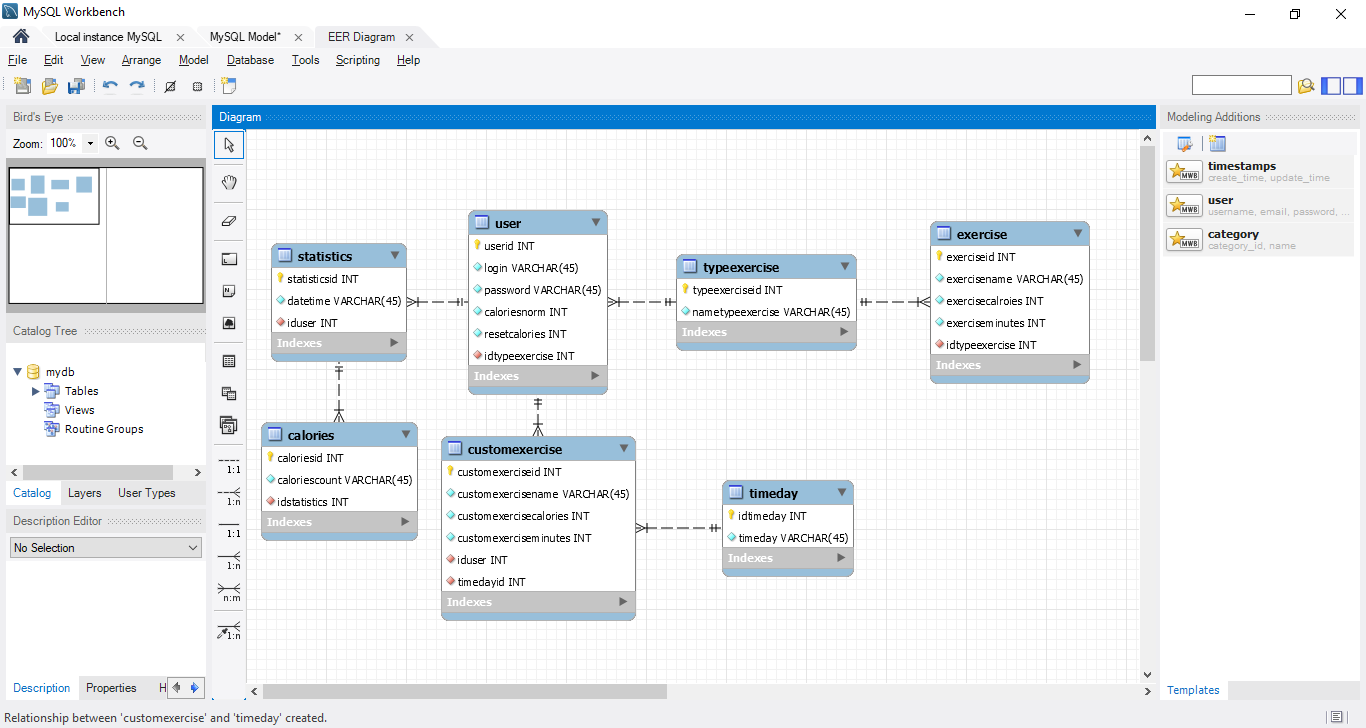 MySQL Workbench
Local instance MySQL
MySQL Model*
EER Diagram
File Edit View Arrange Model Database Tools Scripting Help
Bird's Eye
Zoom: 100%
Catalog Tree
mydb
Tables
Views
Routine Groups
Catalog Layers User Types
Description Editor
No Selection
Description Properties H
Diagram
1:1
1:n
1:1
1:n
n:m
1:n
statistics
statisticsid INT
datetime VARCHAR(45)
iduser INT
Indexes
user
userid INT
login VARCHAR(45)
password VARCHAR(45)
caloriesnorm INT
resetcalories INT
idtypeexercise INT
Indexes
typeexercise
typeexerciseid INT
nametypeexercise VARCHAR(45)
Indexes
exercise
exerciseid INT
exercisename VARCHAR(45)
exercisecalroies INT
exerciseminutes INT
idtypeexercise INT
Indexes
calories
caloriesid INT
caloriescount VARCHAR(45)
idstatistics INT
Indexes
customexercise
customexerciseid INT
customexercisename VARCHAR(45)
customexercisecalories INT
customexerciseminutes INT
iduser INT
timedayid INT
Indexes
timeday
idtimeday INT
timeday VARCHAR(45)
Indexes
Modeling Additions
MWB
timestamps
create_time, update_time
MWB
user
username, email, password, ...
MWB
category
category_id, name
Templates
Relationship between 'customexercise' and 'timeday' created.